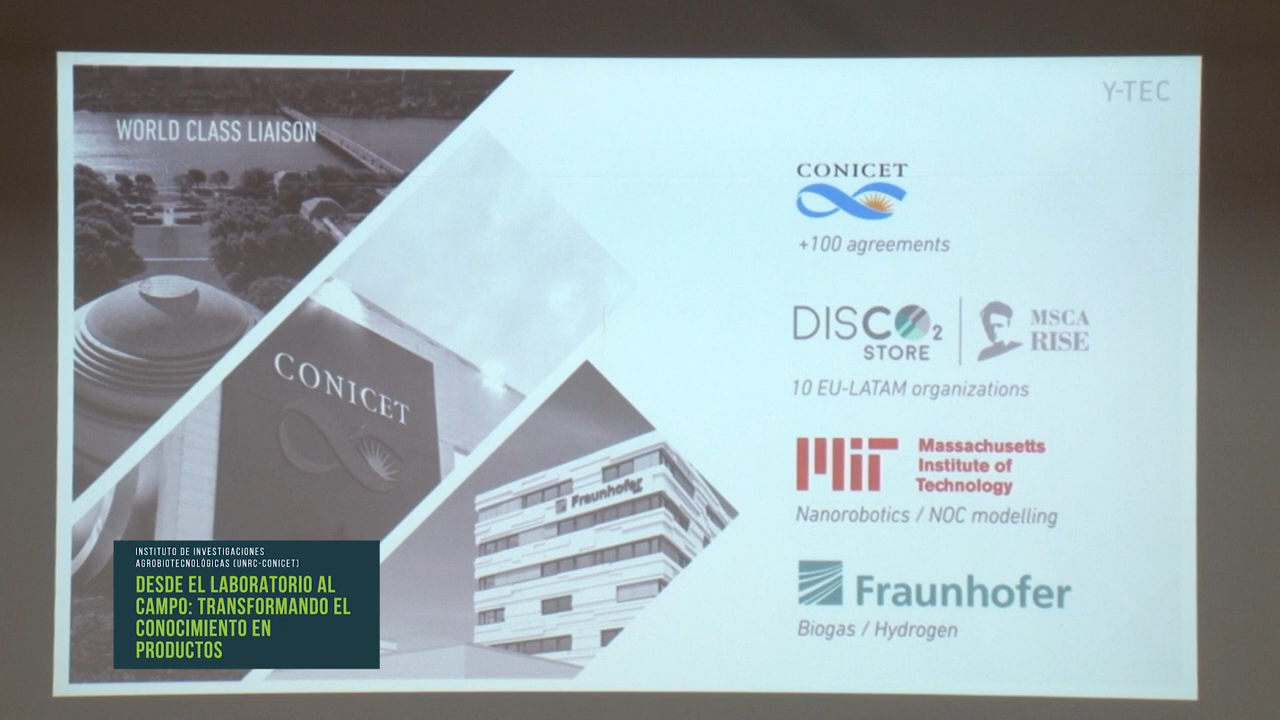 WORLD CLASS LIAISON
Y-TEC
CONICET
+100 agreements
DISCO2
STORE
MSCA
RISE
10 EU-LATAM organizations
MIT
Massachusetts
Institute of
Technology
Nanorobotics / NOC modelling
Fraunhofer
Biogas / Hydrogen
CONICET
Fraunhofer
INSTITUTO DE INVESTIGACIONES
AGROBIOTECNOLÓGICAS (UNRC-CONICET)
DESDE EL LABORATORIO AL
CAMPO: TRANSFORMANDO EL
CONOCIMIENTO EN
PRODUCTOS